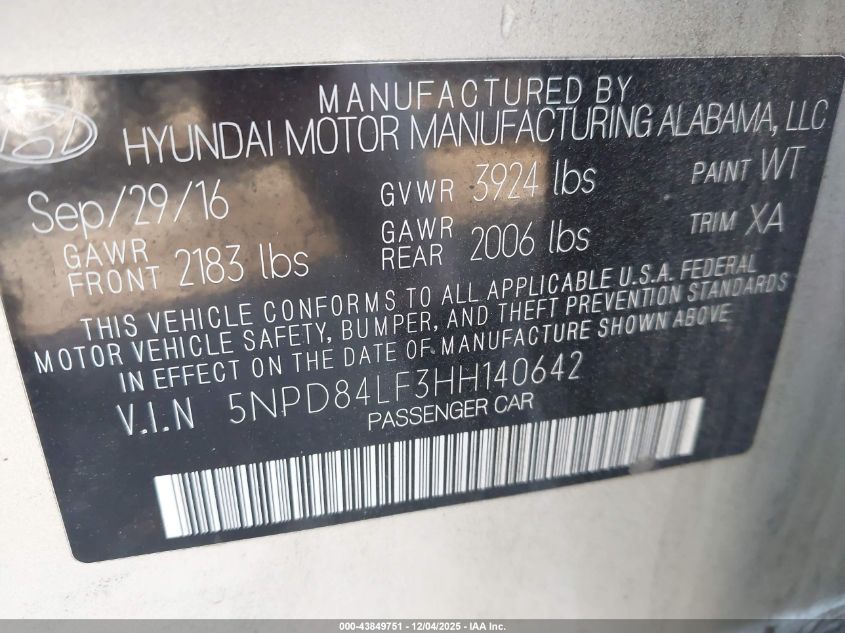 MANUFACTURED BY
HYUNDAI MOTOR MANUFACTURING ALABAMA, LLC
Sep/29/16
GVWR 3924 lbs
PAINT WT
GAWR FRONT 2183 lbs
GAWR REAR 2006 lbs
TRIM XA
THIS VEHICLE CONFORMS TO ALL APPLICABLE U.S.A. FEDERAL
MOTOR VEHICLE SAFETY, BUMPER, AND THEFT PREVENTION STANDARDS
IN EFFECT ON THE DATE OF MANUFACTURE SHOWN ABOVE
V.I.N 5NPD84LF3HH140642
PASSENGER CAR
000-43849751 - 12/04/2025 - IAA Inc.